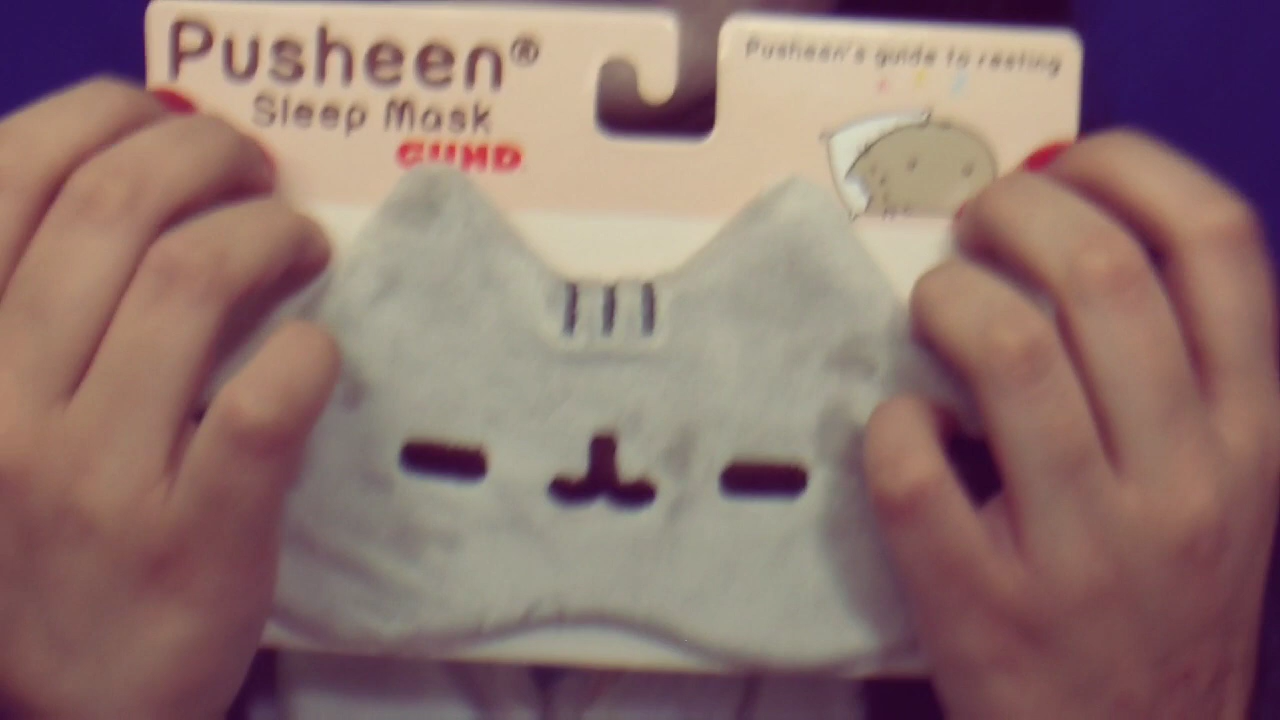 Pusheen®
Sleep Mask
GUND
Pusheen's guide to resting
z z z